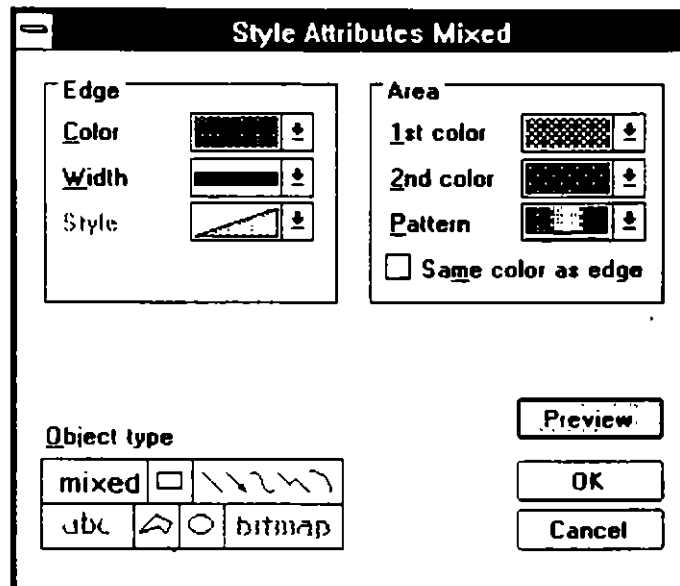 Style Attributes Mixed
Edge
Color
Width
Style
Area
1st color
2nd color
Pattern
Same color as edge
Object type
mixed
abc
bitmap
Preview
OK
Cancel